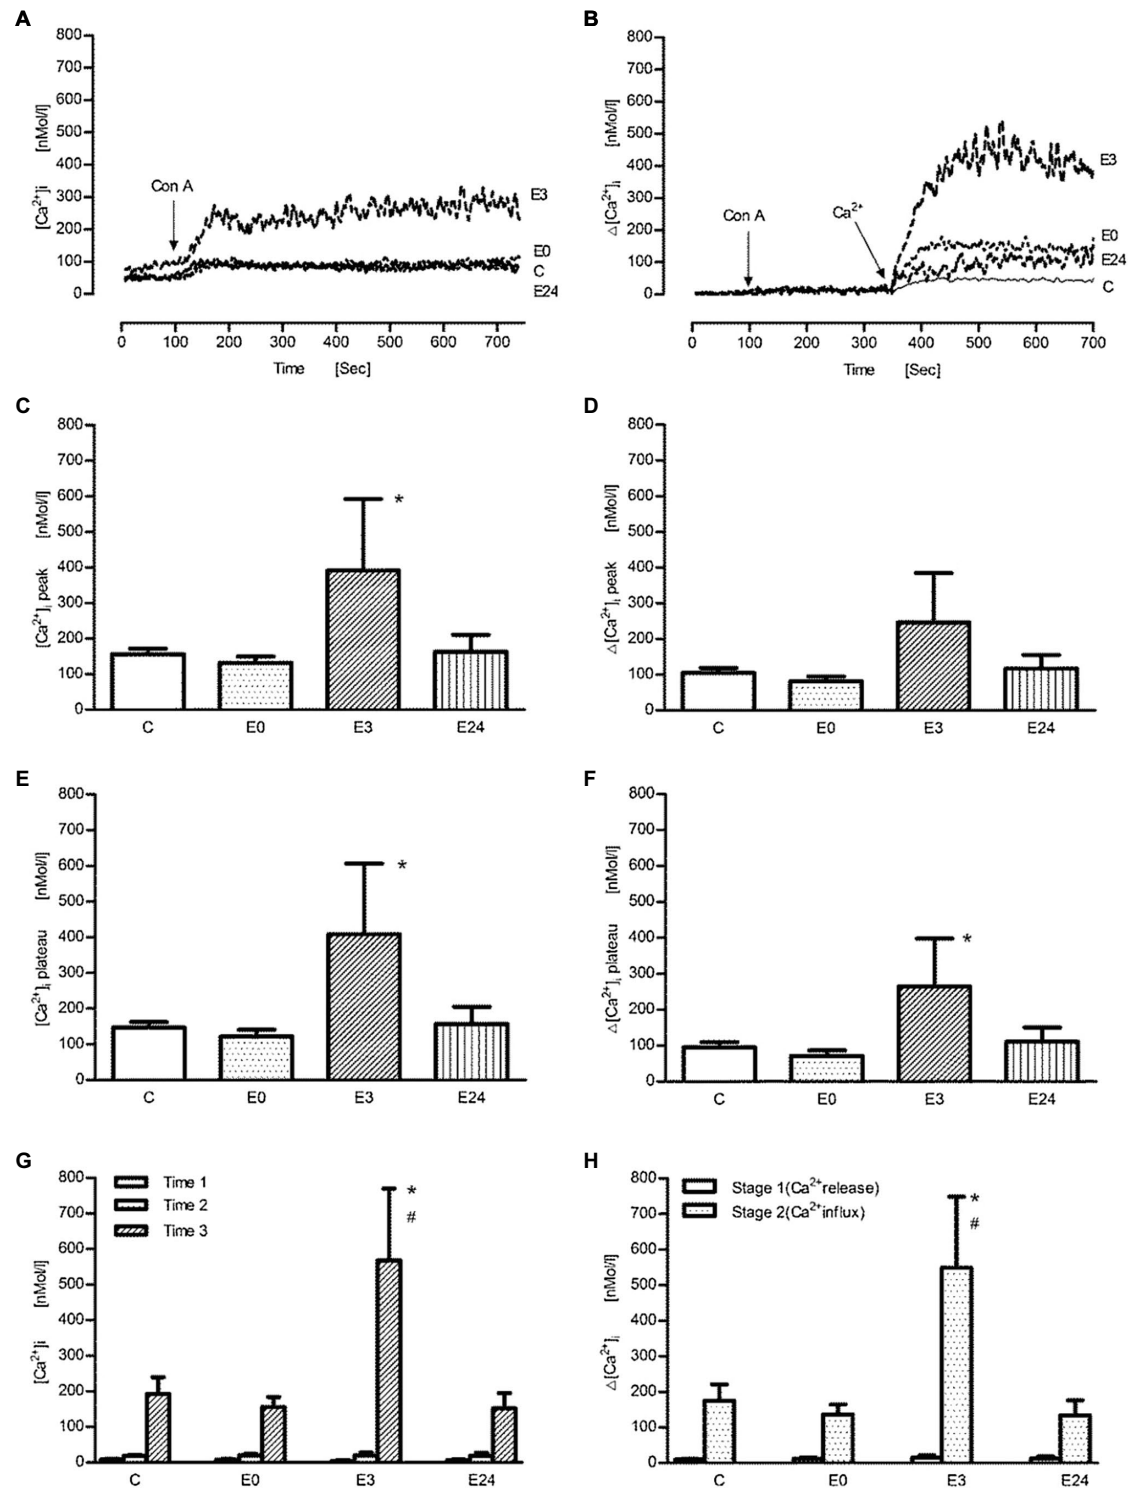 A
800
700
600
500
400
300
200
100
0
[Ca2+]i [nMol/l]
Con A
E3
E0
C
E24
0 100 200 300 400 500 600 700
Time [Sec]
B
800
700
600
500
400
300
200
100
0
△[Ca2+]i [nMol/l]
Con A
Ca2+
E3
E0
E24
C
0 100 200 300 400 500 600 700
Time [Sec]
C
800
700
600
500
400
300
200
100
0
[Ca2+]i peak [nMol/l]
*
C E0 E3 E24
D
800
700
600
500
400
300
200
100
0
△[Ca2+]i peak [nMol/l]
C E0 E3 E24
E
800
700
600
500
400
300
200
100
0
[Ca2+]i plateau [nMol/l]
*
C E0 E3 E24
F
800
700
600
500
400
300
200
100
0
△[Ca2+]i plateau [nMol/l]
*
C E0 E3 E24
G
800
700
600
500
400
300
200
100
0
[Ca2+]i [nMol/l]
Time 1
Time 2
Time 3
*
#
C E0 E3 E24
H
800
700
600
500
400
300
200
100
0
△[Ca2+]i [nMol/l]
Stage 1(Ca2+release)
Stage 2(Ca2+influx)
*
#
C E0 E3 E24